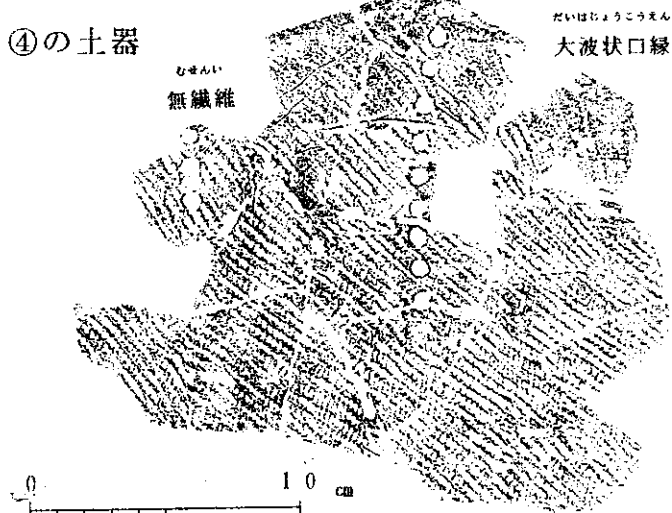 ④の土器
むせんい
無繊維
だいはじょうこうえん
大波状口縁
0 10 cm